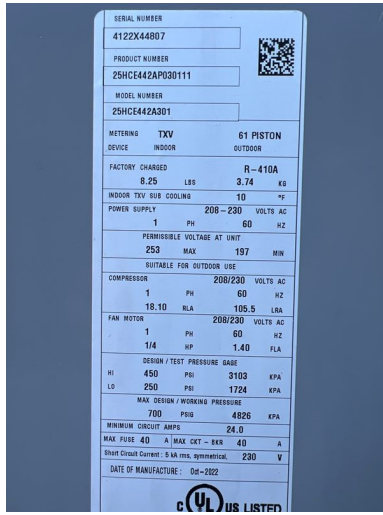 SERIAL NUMBER
4122X44807
PRODUCT NUMBER
25HCE442AP030111
MODEL NUMBER
25HCE442A301
METERING TXV 61 PISTON
DEVICE INDOOR OUTDOOR
FACTORY CHARGED R-410A
8.25 LBS 3.74 KG
INDOOR TXV SUB COOLING 10 °F
POWER SUPPLY 208-230 VOLTS AC
1 PH 60 HZ
PERMISSIBLE VOLTAGE AT UNIT
253 MAX 197 MIN
SUITABLE FOR OUTDOOR USE
COMPRESSOR 208/230 VOLTS AC
1 PH 60 HZ
18.10 RLA 105.5 LRA
FAN MOTOR 208/230 VOLTS AC
1 PH 60 HZ
1/4 HP 1.40 FLA
DESIGN/TEST PRESSURE GAGE
HI 450 PSI 3103 KPA
LO 250 PSI 1724 KPA
MAX DESIGN/WORKING PRESSURE
700 PSIG 4826 KPA
MINIMUM CIRCUIT AMPS 24.0
MAX FUSE 40 A MAX CKT-BKR 40 A
Short Circuit Current: 5 kA rms, symmetrical, 230 V
DATE OF MANUFACTURE: Oct-2022
C UL US LISTED